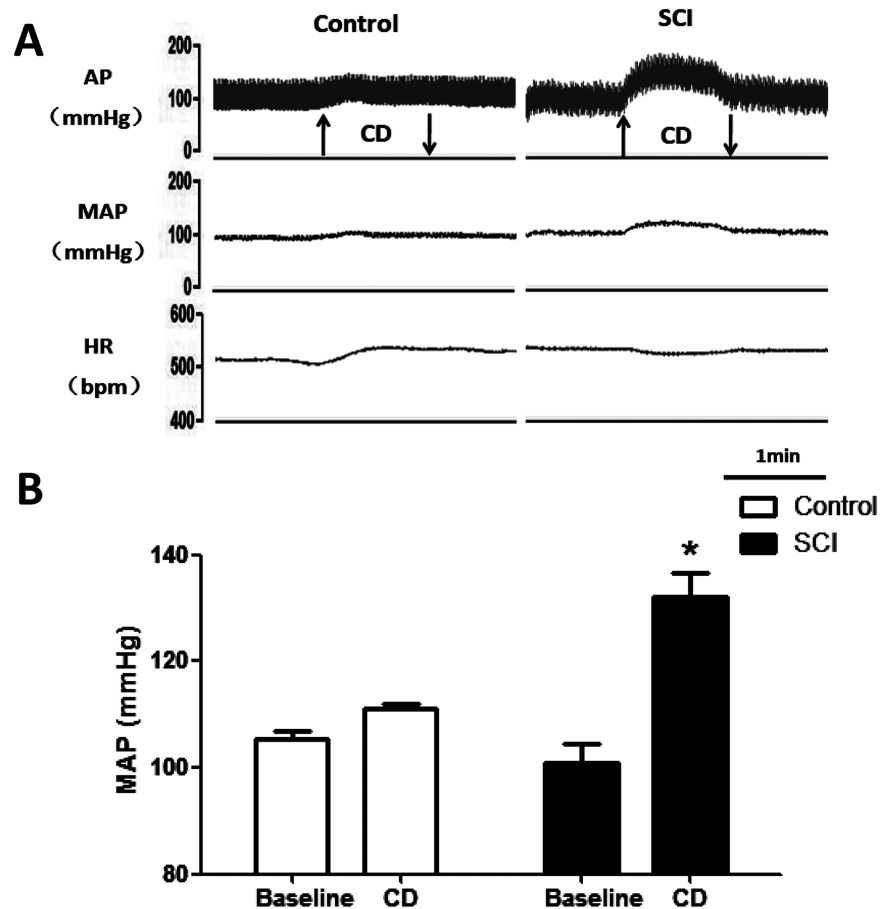 A
Control
SCI
AP
（mmHg）
200
100
0
CD
CD
MAP
（mmHg）
200
100
0
HR
（bpm）
600
500
400
1min
B
Control
SCI
MAP (mmHg)
140
120
100
80
*
Baseline
CD
Baseline
CD